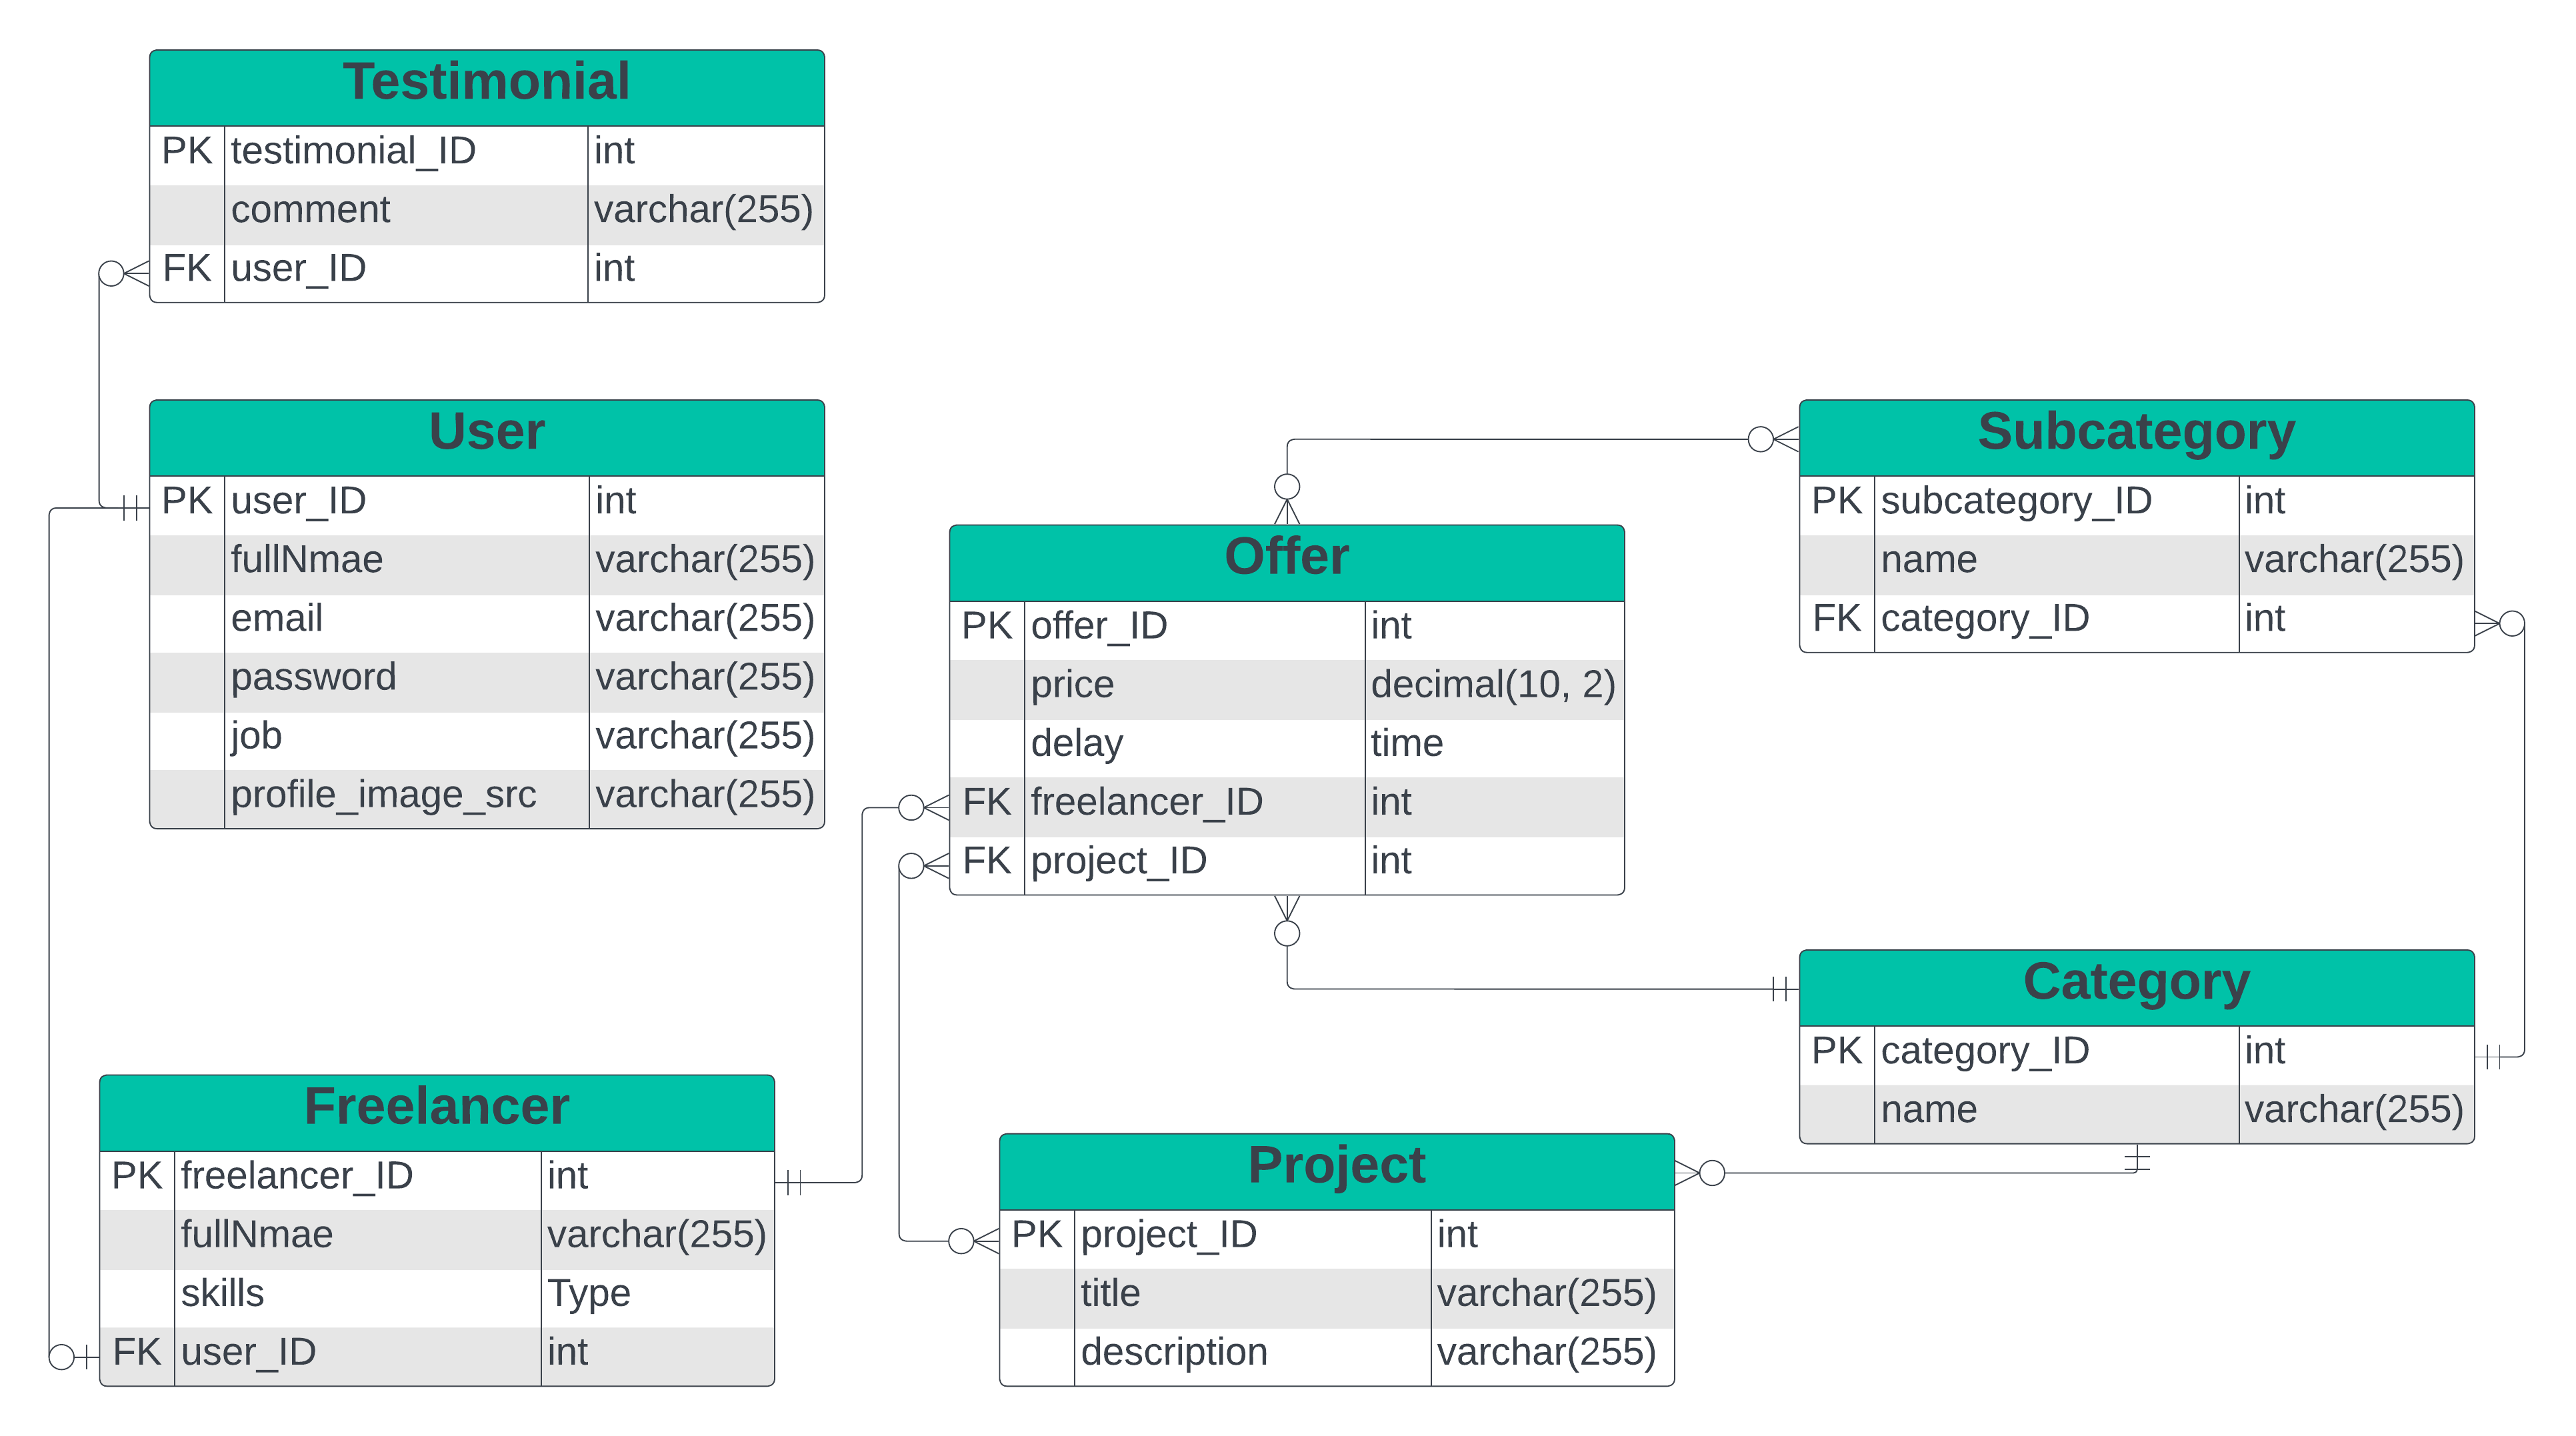 Testimonial
PK testimonial_ID int
comment varchar(255)
FK user_ID int
User
PK user_ID int
fullNmae varchar(255)
email varchar(255)
password varchar(255)
job varchar(255)
profile_image_src varchar(255)
Offer
PK offer_ID int
price decimal(10, 2)
delay time
FK freelancer_ID int
FK project_ID int
Subcategory
PK subcategory_ID int
name varchar(255)
FK category_ID int
Category
PK category_ID int
name varchar(255)
Freelancer
PK freelancer_ID int
fullNmae varchar(255)
skills Type
FK user_ID int
Project
PK project_ID int
title varchar(255)
description varchar(255)